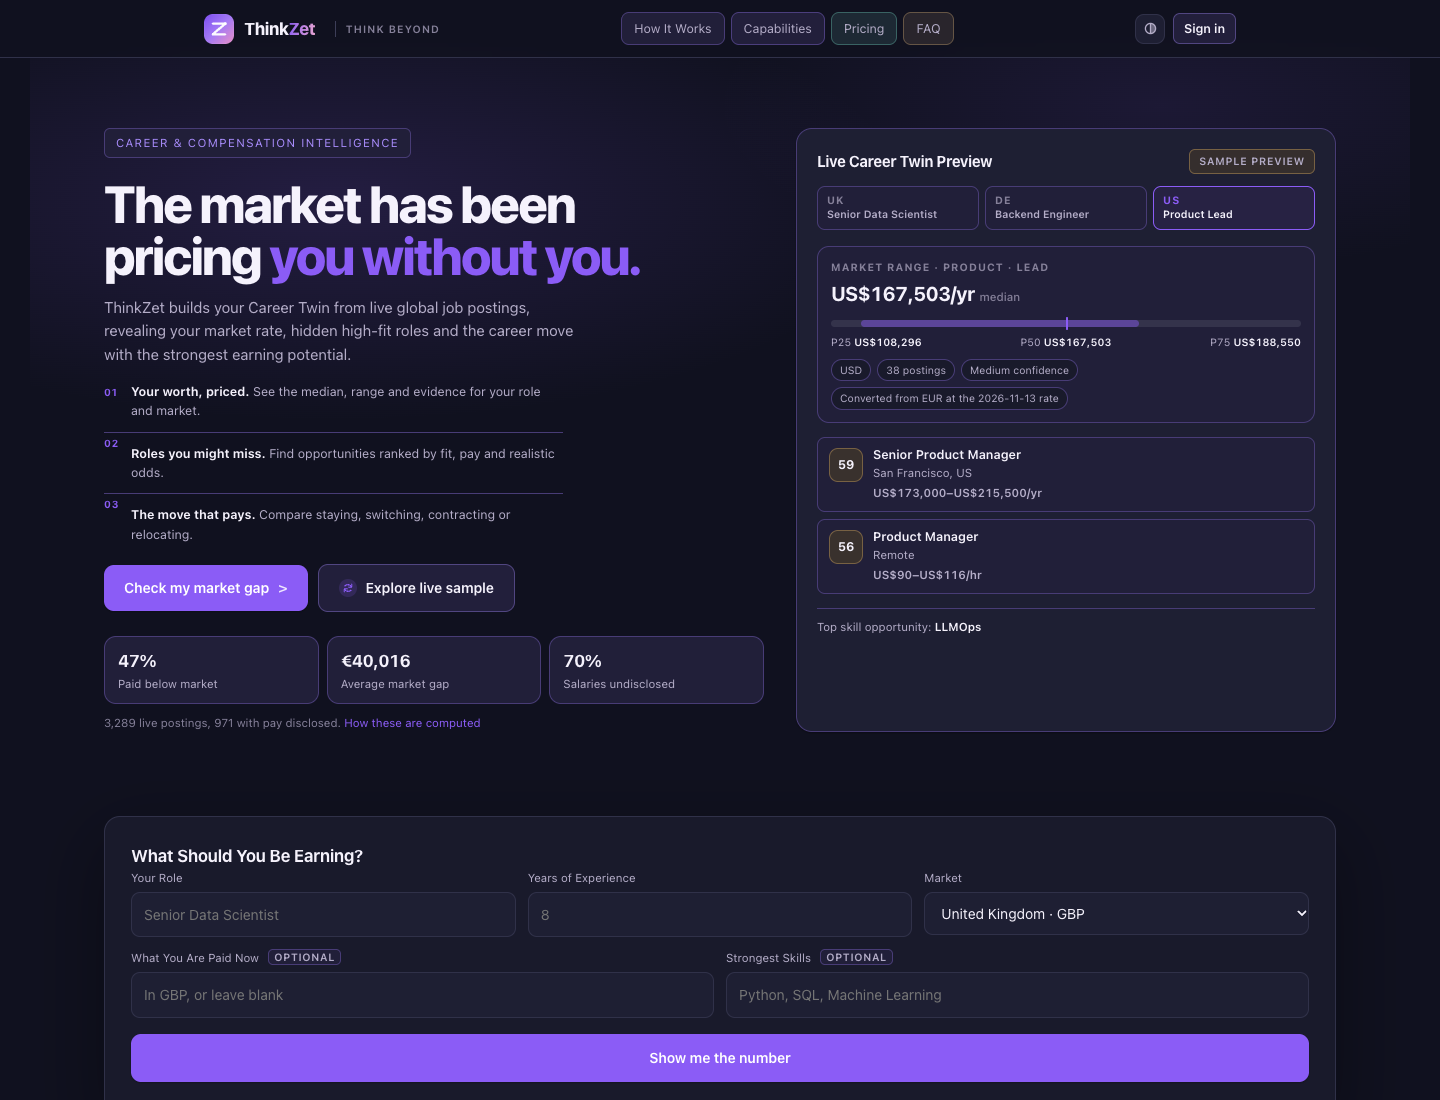 ThinkZet
THINK BEYOND
How It Works
Capabilities
Pricing
FAQ
Sign in
CAREER & COMPENSATION INTELLIGENCE
The market has been
pricing you without you.
ThinkZet builds your Career Twin from live global job postings,
revealing your market rate, hidden high-fit roles and the career move
with the strongest earning potential.
01 Your worth, priced. See the median, range and evidence for your role
and market.
02 Roles you might miss. Find opportunities ranked by fit, pay and realistic
odds.
03 The move that pays. Compare staying, switching, contracting or
relocating.
Check my market gap >
Explore live sample
47%
Paid below market
€40,016
Average market gap
70%
Salaries undisclosed
3,289 live postings, 971 with pay disclosed. How these are computed
Live Career Twin Preview
SAMPLE PREVIEW
UK
Senior Data Scientist
DE
Backend Engineer
US
Product Lead
MARKET RANGE · PRODUCT · LEAD
US$167,503/yr median
P25 US$108,296
P50 US$167,503
P75 US$188,550
USD
38 postings
Medium confidence
Converted from EUR at the 2026-11-13 rate
59
Senior Product Manager
San Francisco, US
US$173,000–US$215,500/yr
56
Product Manager
Remote
US$90–US$116/hr
Top skill opportunity: LLMOps
What Should You Be Earning?
Your Role
Senior Data Scientist
Years of Experience
8
Market
United Kingdom · GBP
What You Are Paid Now OPTIONAL
In GBP, or leave blank
Strongest Skills OPTIONAL
Python, SQL, Machine Learning
Show me the number